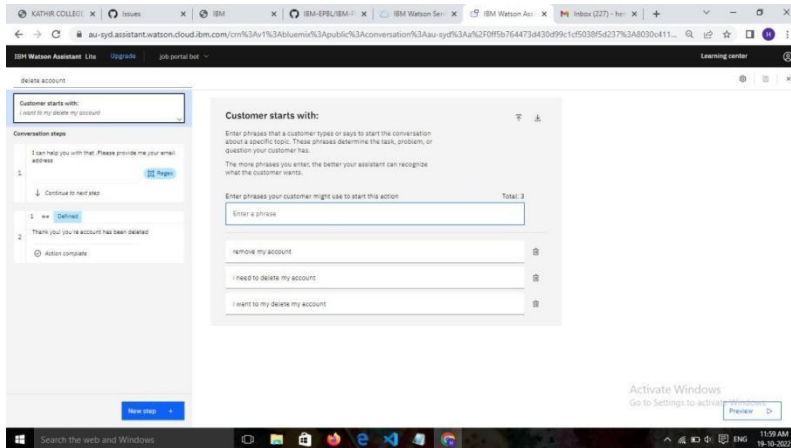 KATHIR COLLEGE
Issues
IBM
IBM-EPBL/IBM-P
IBM Watson Serv
IBM Watson Ass
Inbox (227) - her
au-syd.assistant.watson.cloud.ibm.com/crn%3Av1%3Abluemix%3Apublic%3Aconversation%3Aau-syd%3Aa%2F0ff5b764473d430d99c1cf5038f5d237%3A8030c411...
IBM Watson Assistant Lite Upgrade job portal bot Learning center
delete account
Customer starts with:
i want to my delete my account
Conversation steps
1
I can help you with that .Please provide me your email
address
Regex
Continue to next step
2
1 == Defined
Thank you! you're account has been deleted
Action complete
New step +
Customer starts with:
Enter phrases that a customer types or says to start the conversation
about a specific topic. These phrases determine the task, problem, or
question your customer has.
The more phrases you enter, the better your assistant can recognize
what the customer wants.
Enter phrases your customer might use to start this action Total: 3
Enter a phrase
remove my account
i need to delete my account
i want to my delete my account
Activate Windows
Go to Settings to activate Windows.
Preview
Search the web and Windows
ENG
11:59 AM
19-10-2022